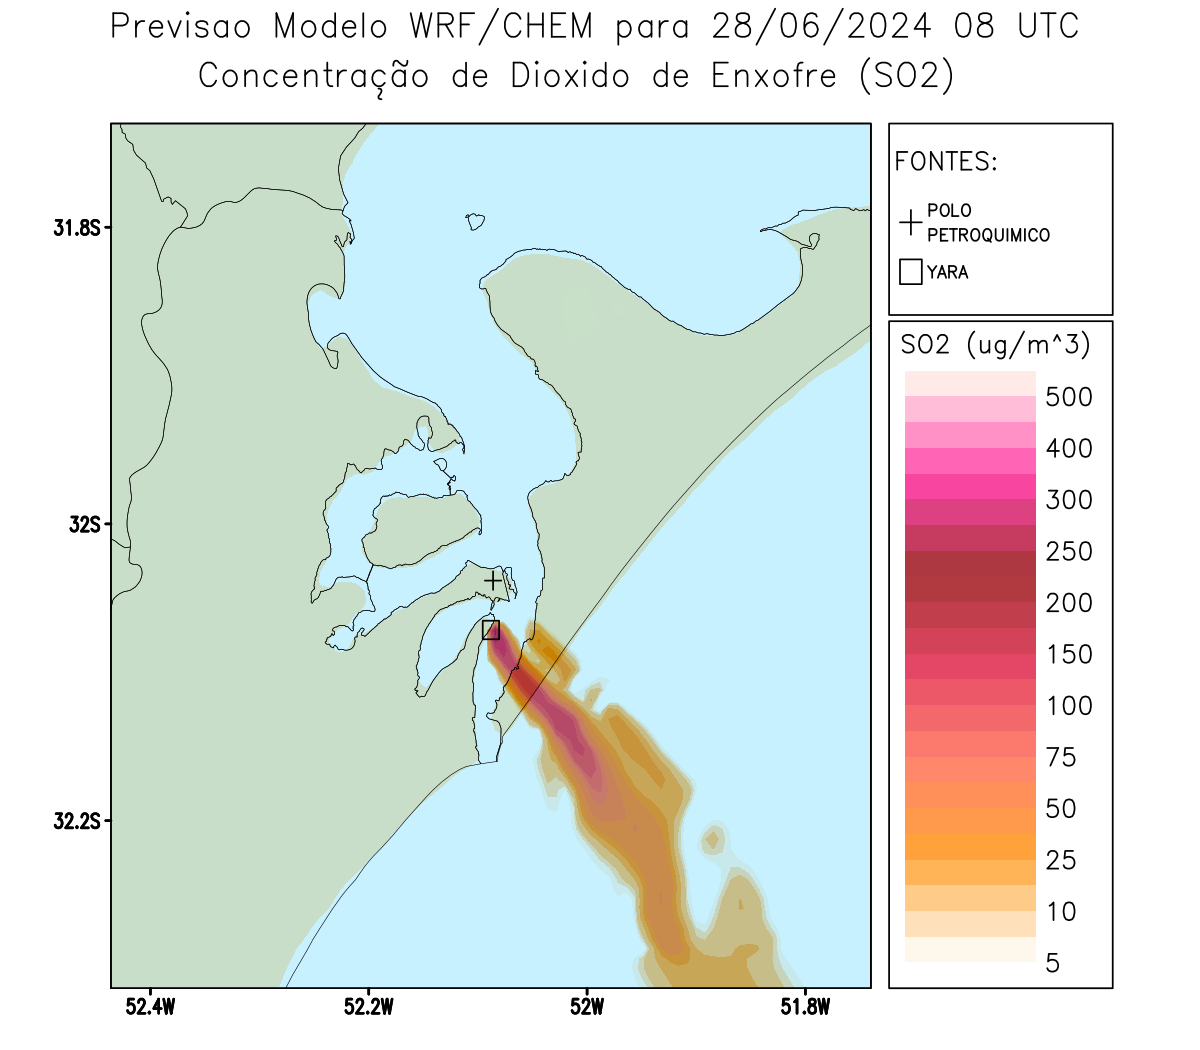 Previsao Modelo WRF/CHEM para 28/06/2024 08 UTC
Concentração de Dioxido de Enxofre (SO2)
FONTES:
POLO
PETROQUIMICO
YARA
SO2 (ug/m^3)
500
400
300
250
200
150
100
75
50
25
10
5
31.8S
32S
32.2S
52.4W
52.2W
52W
51.8W